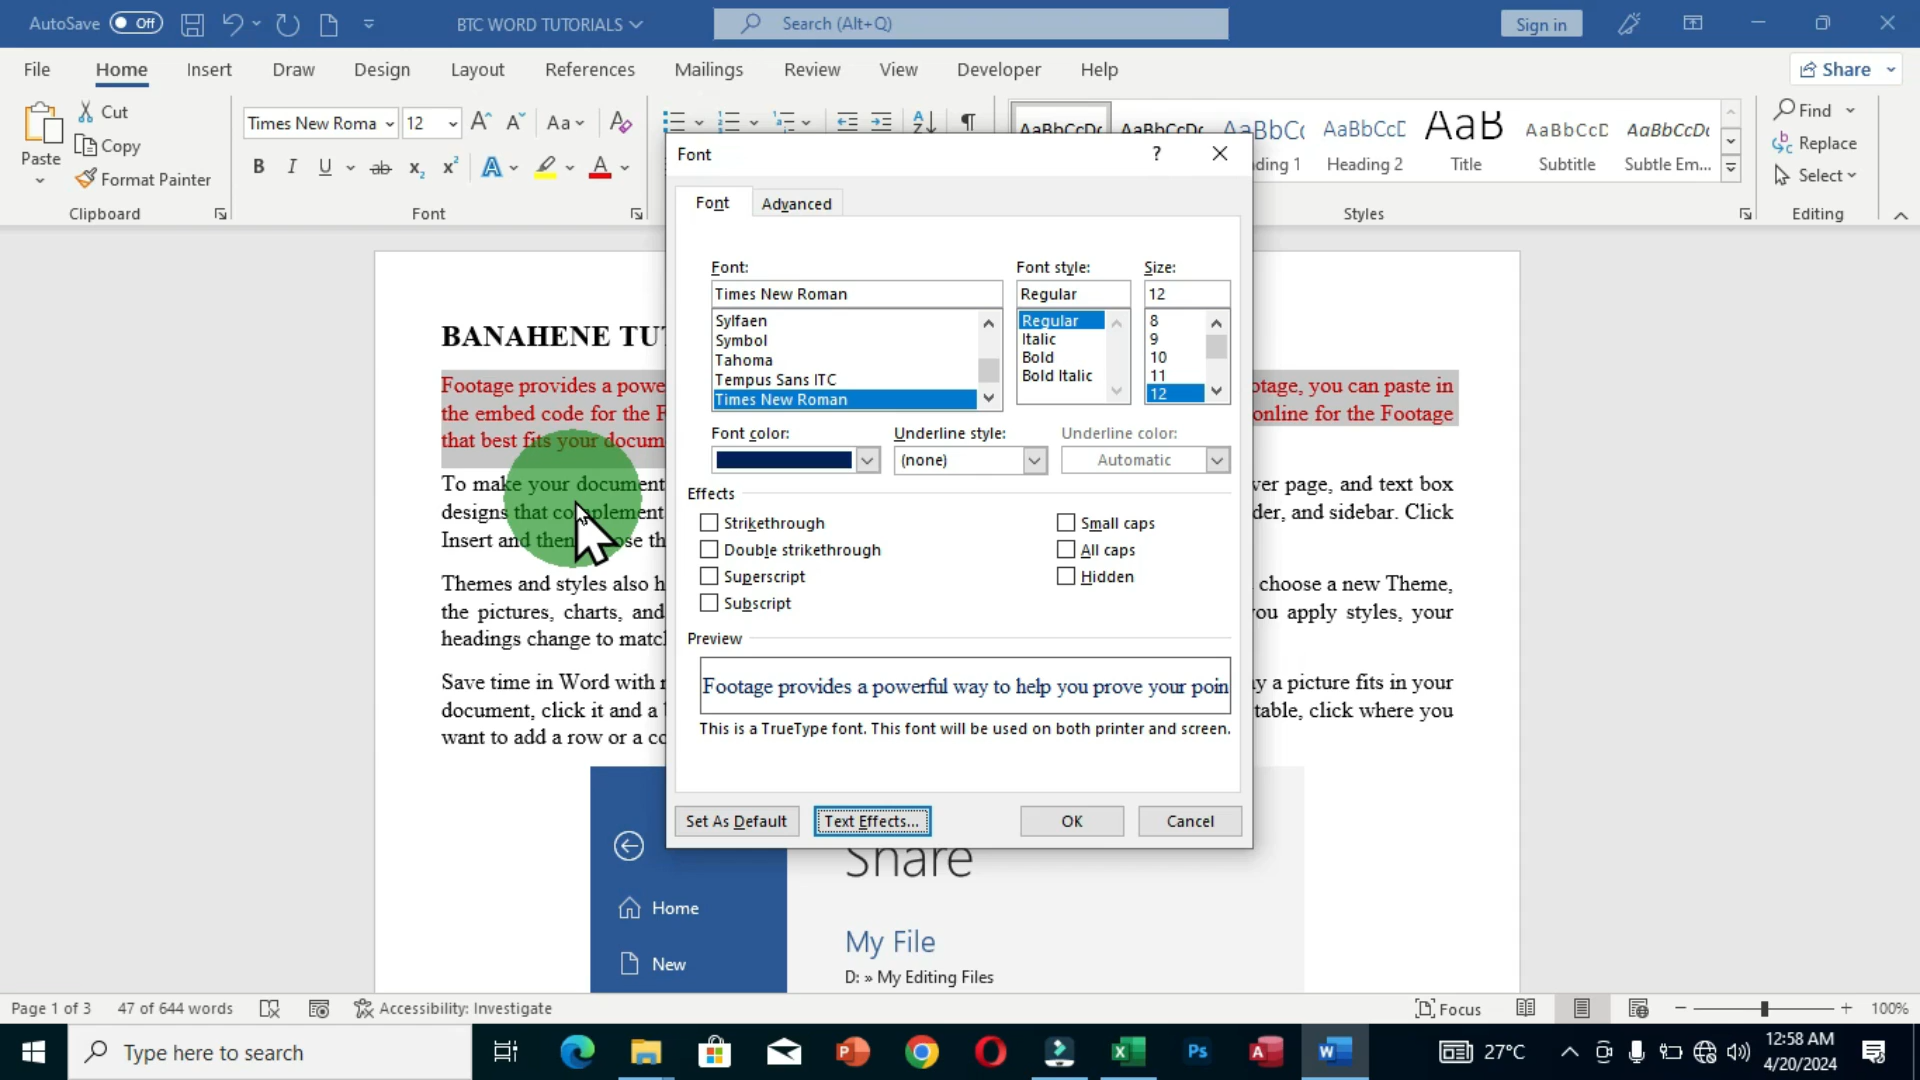 AutoSave Off BTC WORD TUTORIALS Search (Alt+Q) Sign in
File Home Insert Draw Design Layout References Mailings Review View Developer Help Share
Paste Cut Copy Format Painter
Clipboard
Times New Roma 12 Aa
B I U ab x₂ x² A A
Font
AaBbCcDc AaBbCcDc AaBbC( AaBbCcE AaB AaBbCcD AaBbCcDc
ding 1 Heading 2 Title Subtitle Subtle Em...
Styles
Find
Replace
Select
Editing
Font ?
Font Advanced
Font: Font style: Size:
Times New Roman Regular 12
Sylfaen
Symbol
Tahoma
Tempus Sans ITC
Times New Roman
Regular
Italic
Bold
Bold Italic
8
9
10
11
12
Font color: Underline style: Underline color:
(none) Automatic
Effects
Strikethrough
Double strikethrough
Superscript
Subscript
Small caps
All caps
Hidden
Preview
Footage provides a powerful way to help you prove your poin
This is a TrueType font. This font will be used on both printer and screen.
Set As Default Text Effects... OK Cancel
BANAHENE TU
Footage provides a powe otage, you can paste in
the embed code for the F online for the Footage
that best fits your docum
To make your document ver page, and text box
designs that complement der, and sidebar. Click
Insert and then se th
Themes and styles also h choose a new Theme,
the pictures, charts, and ou apply styles, your
headings change to matc
Save time in Word with n y a picture fits in your
document, click it and a table, click where you
want to add a row or a co
Share
Home
New
My File
D: » My Editing Files
Page 1 of 3 47 of 644 words Accessibility: Investigate Focus 100%
Type here to search 27°C 12:58 AM
4/20/2024